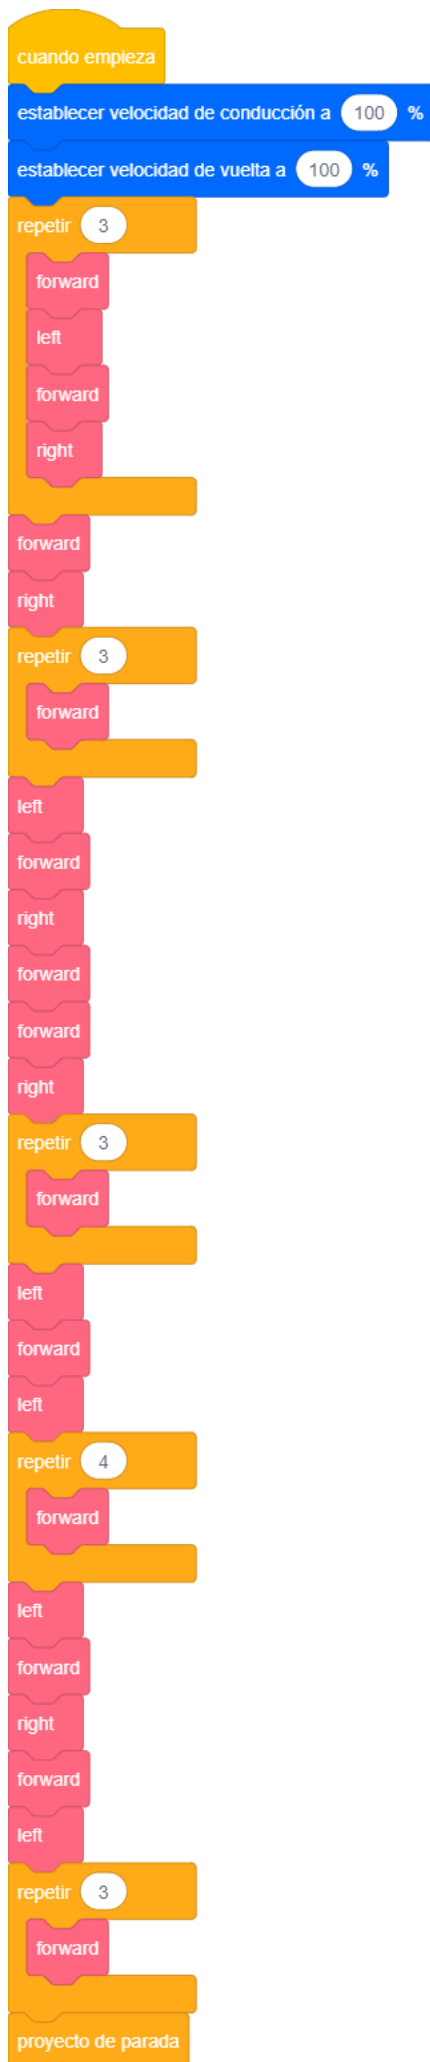 cuando empieza
establecer velocidad de conducción a 100 %
establecer velocidad de vuelta a 100 %
repetir 3
forward
left
forward
right
forward
right
repetir 3
forward
left
forward
right
forward
forward
right
repetir 3
forward
left
forward
left
repetir 4
forward
left
forward
right
forward
left
repetir 3
forward
proyecto de parada